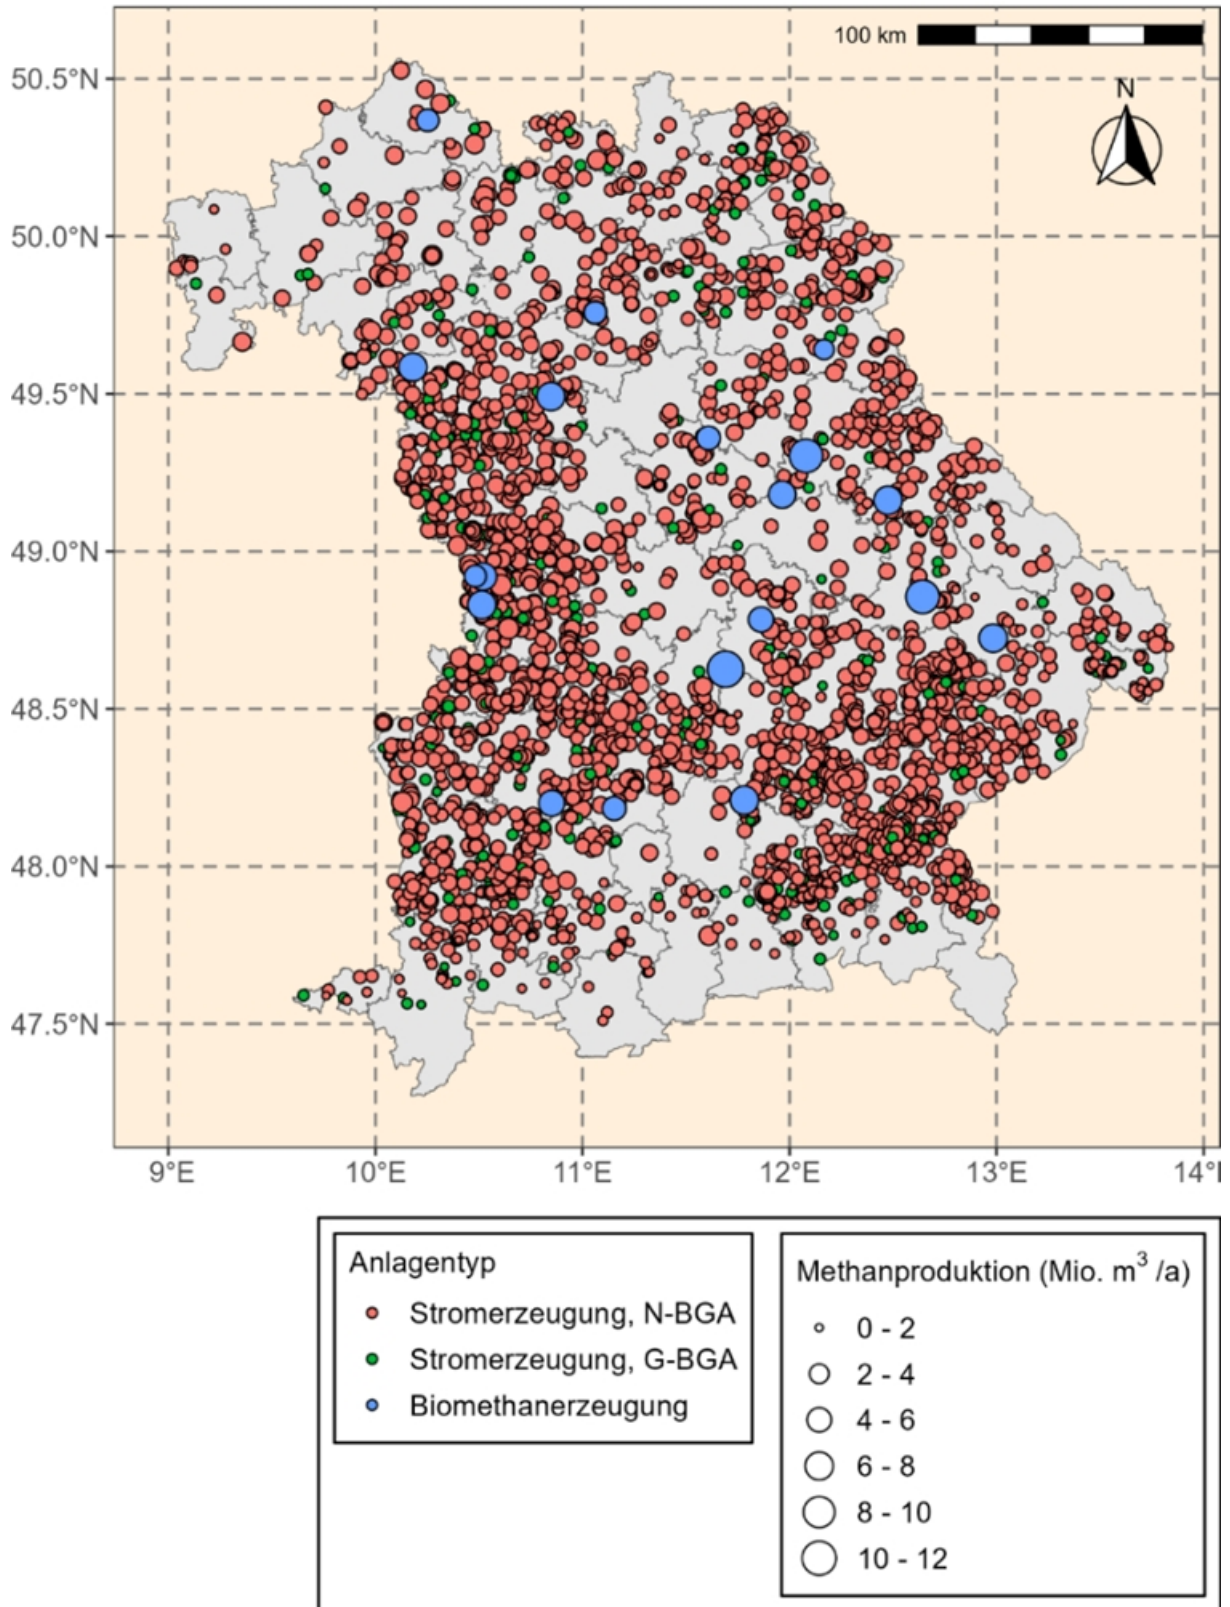 100 km
N
50.5°N
50.0°N
49.5°N
49.0°N
48.5°N
48.0°N
47.5°N
9°E 10°E 11°E 12°E 13°E 14°
Anlagentyp
Stromerzeugung, N-BGA
Stromerzeugung, G-BGA
Biomethanerzeugung
Methanproduktion (Mio. m³ /a)
0 - 2
2 - 4
4 - 6
6 - 8
8 - 10
10 - 12